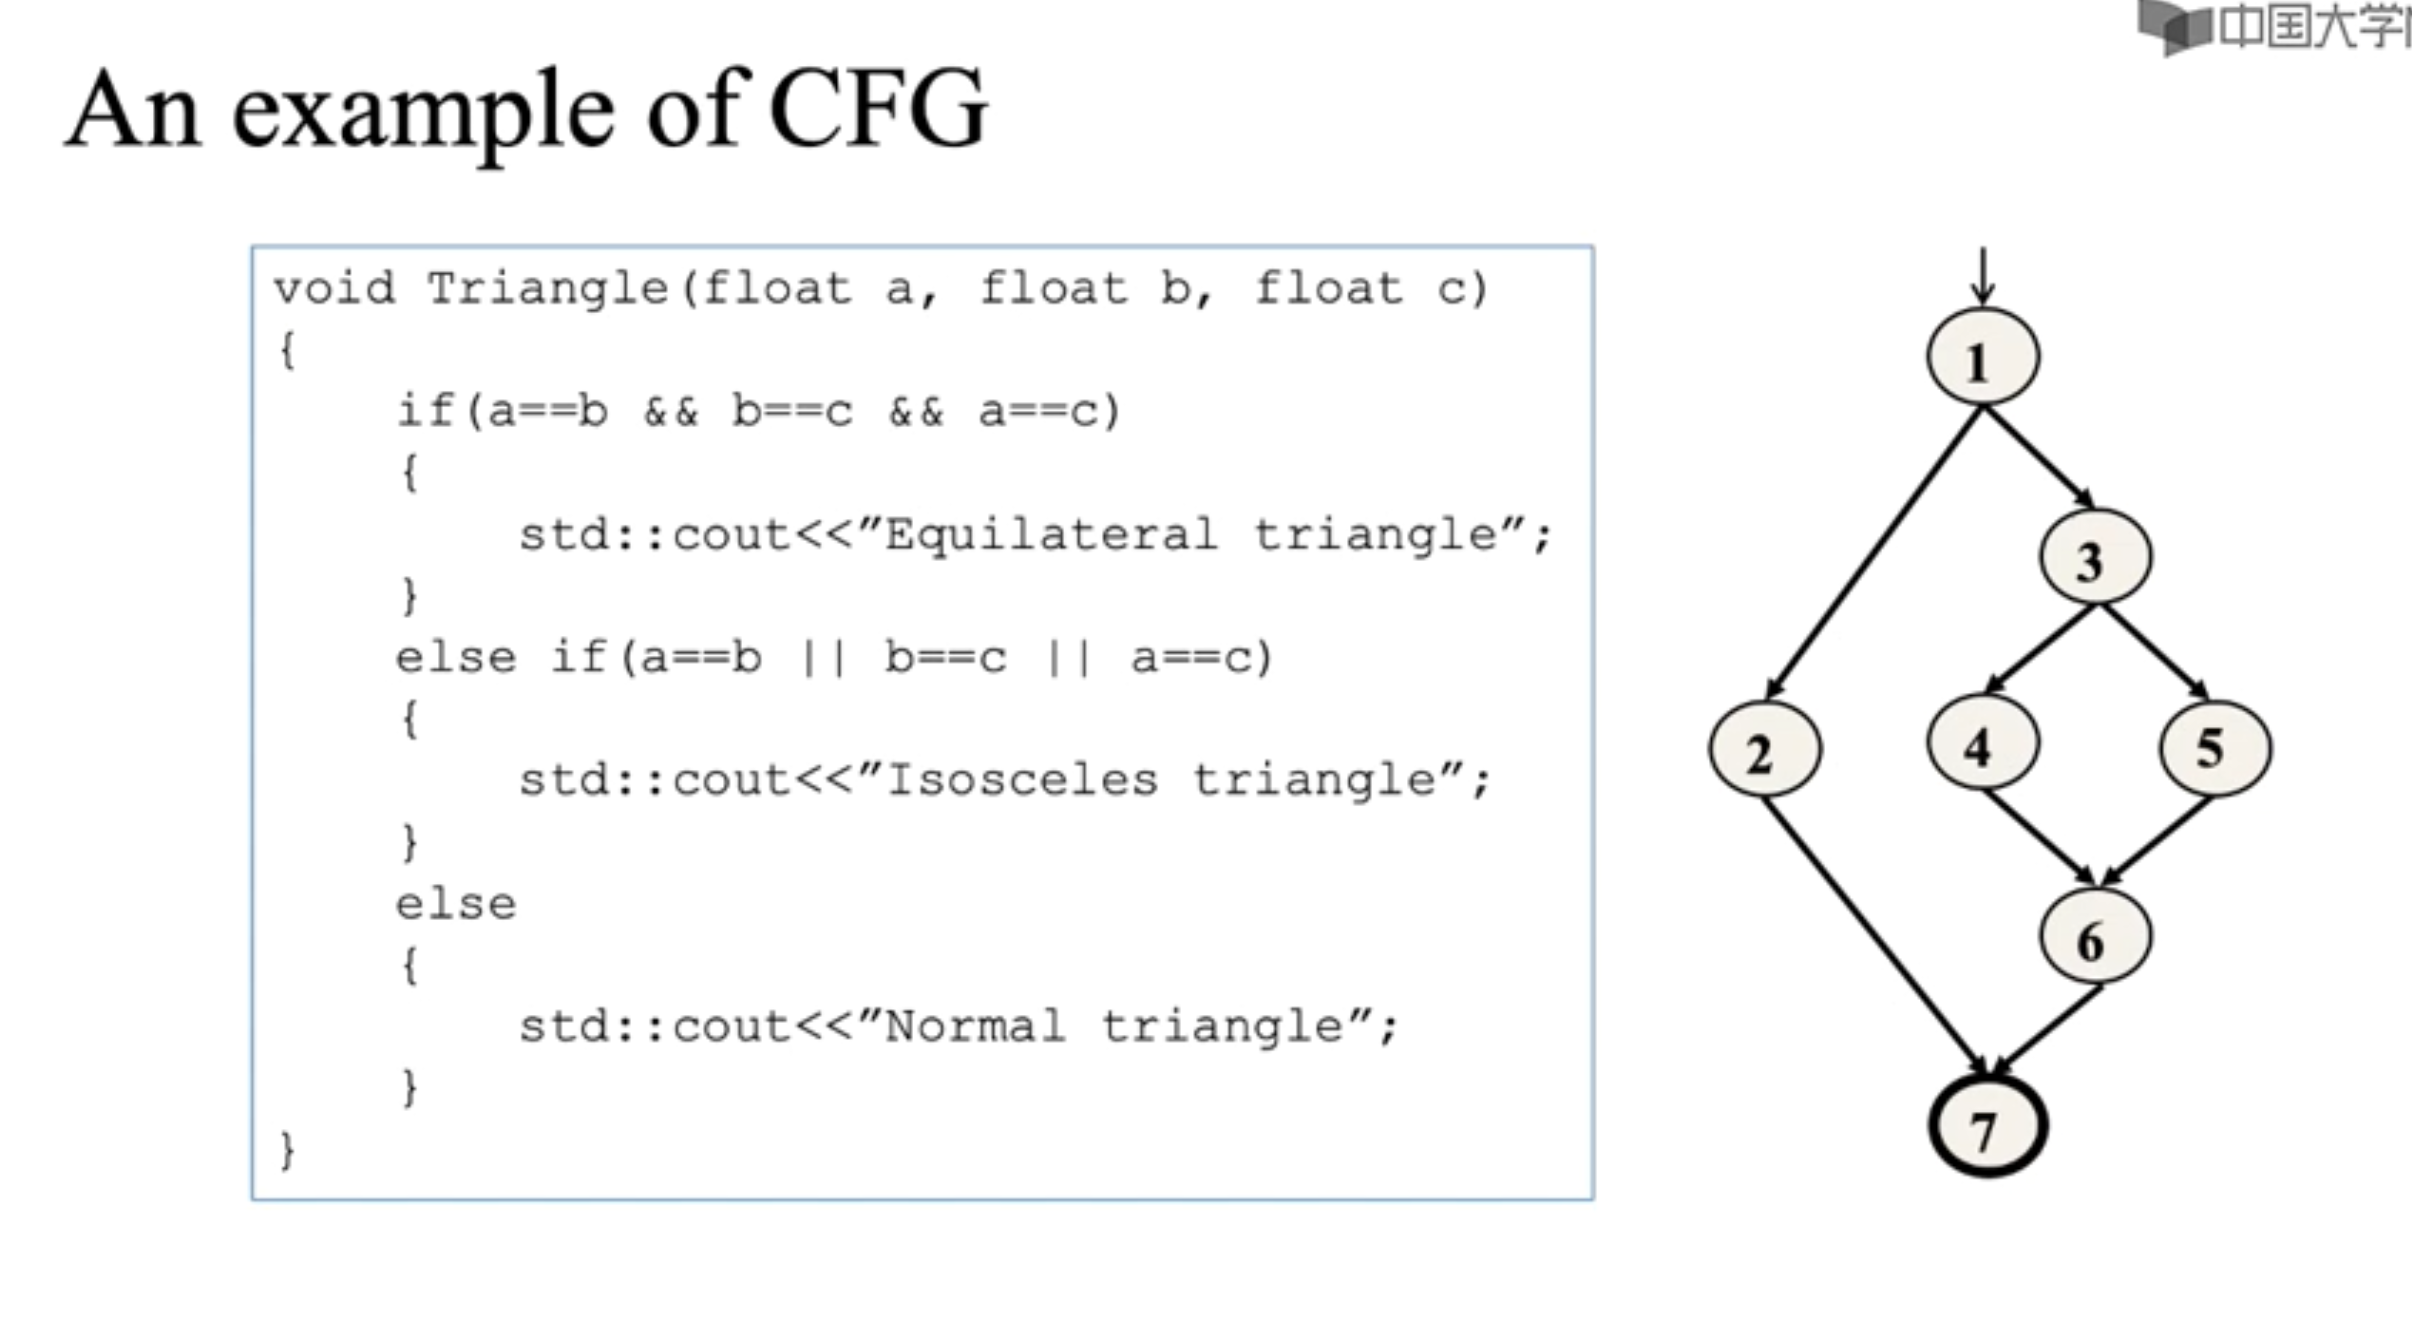 中国大学
An example of CFG
void Triangle(float a, float b, float c)
{
if(a==b && b==c && a==c)
{
std::cout<<”Equilateral triangle”;
}
else if(a==b || b==c || a==c)
{
std::cout<<”Isosceles triangle”;
}
else
{
std::cout<<”Normal triangle”;
}
}
1
3
2
4
5
6
7